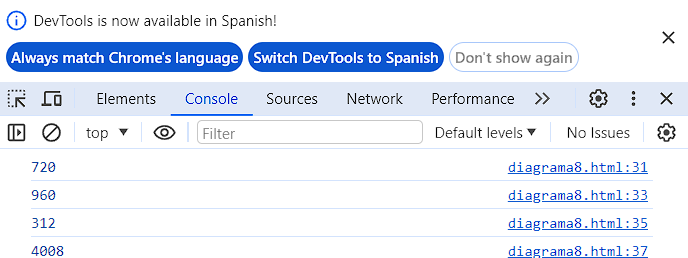 DevTools is now available in Spanish!
Always match Chrome's language Switch DevTools to Spanish Don't show again
Elements Console Sources Network Performance
top Filter Default levels No Issues
720 diagrama8.html:31
960 diagrama8.html:33
312 diagrama8.html:35
4008 diagrama8.html:37